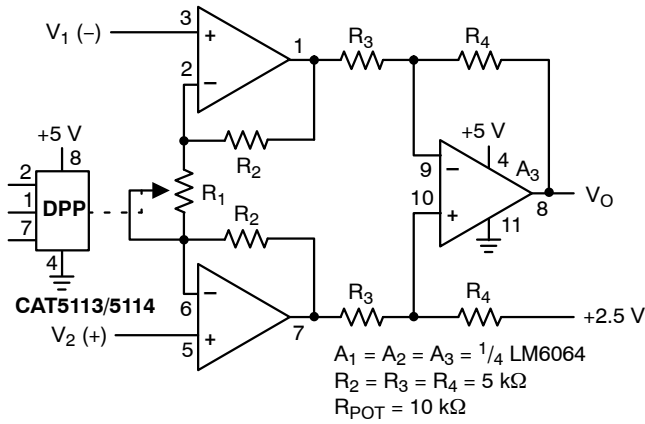 V1 (–)
3
+
1
2
–
R3
R4
+5 V
8
2
1
7
DPP
4
R2
R1
R2
+5 V
4
A3
9
–
10
+
8
VO
11
CAT5113/5114
6
–
7
V2 (+)
5
+
R3
R4
+2.5 V
A1 = A2 = A3 = 1/4 LM6064
R2 = R3 = R4 = 5 kΩ
RPOT = 10 kΩ